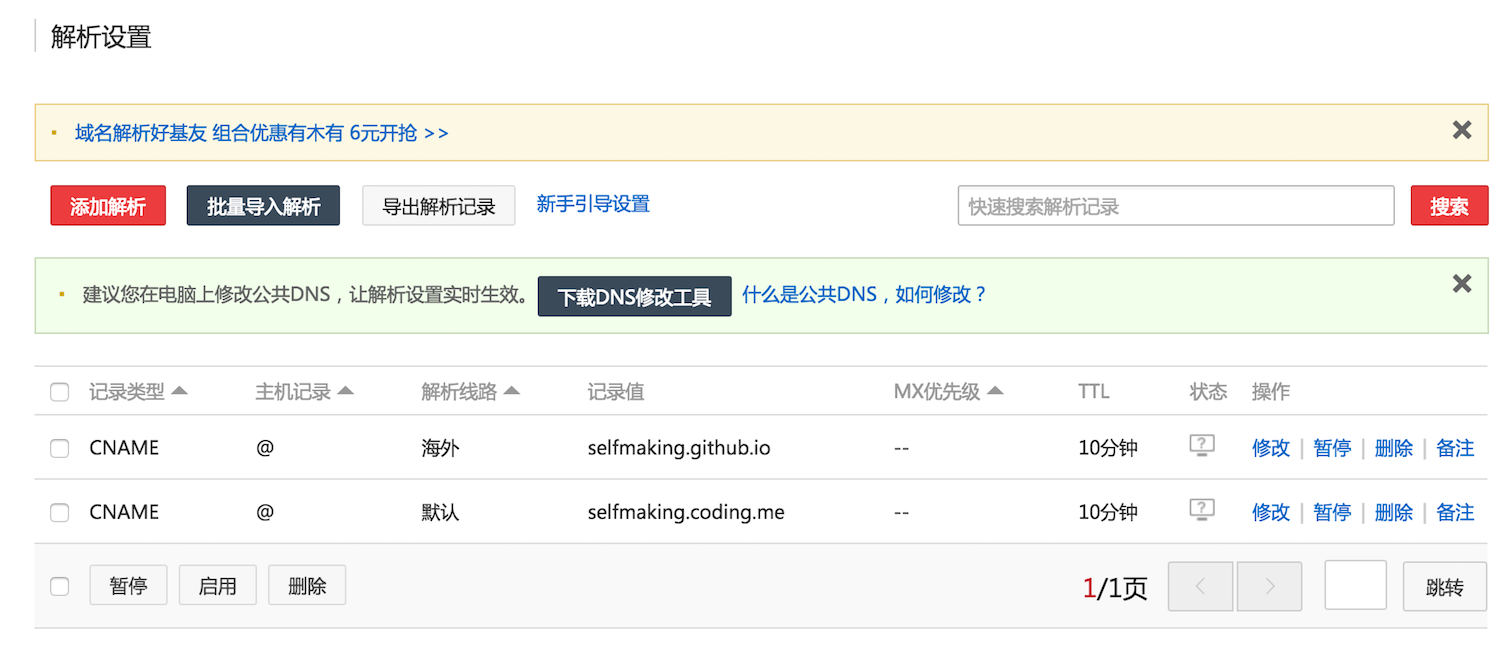 解析设置
域名解析好基友 组合优惠有木有 6元开抢 >>
添加解析 批量导入解析 导出解析记录 新手引导设置 快速搜索解析记录 搜索
建议您在电脑上修改公共DNS，让解析设置实时生效。 下载DNS修改工具 什么是公共DNS，如何修改？
记录类型 主机记录 解析线路 记录值 MX优先级 TTL 状态 操作
CNAME @ 海外 selfmaking.github.io -- 10分钟 ? 修改 | 暂停 | 删除 | 备注
CNAME @ 默认 selfmaking.coding.me -- 10分钟 ? 修改 | 暂停 | 删除 | 备注
暂停 启用 删除 1/1页 < > 跳转